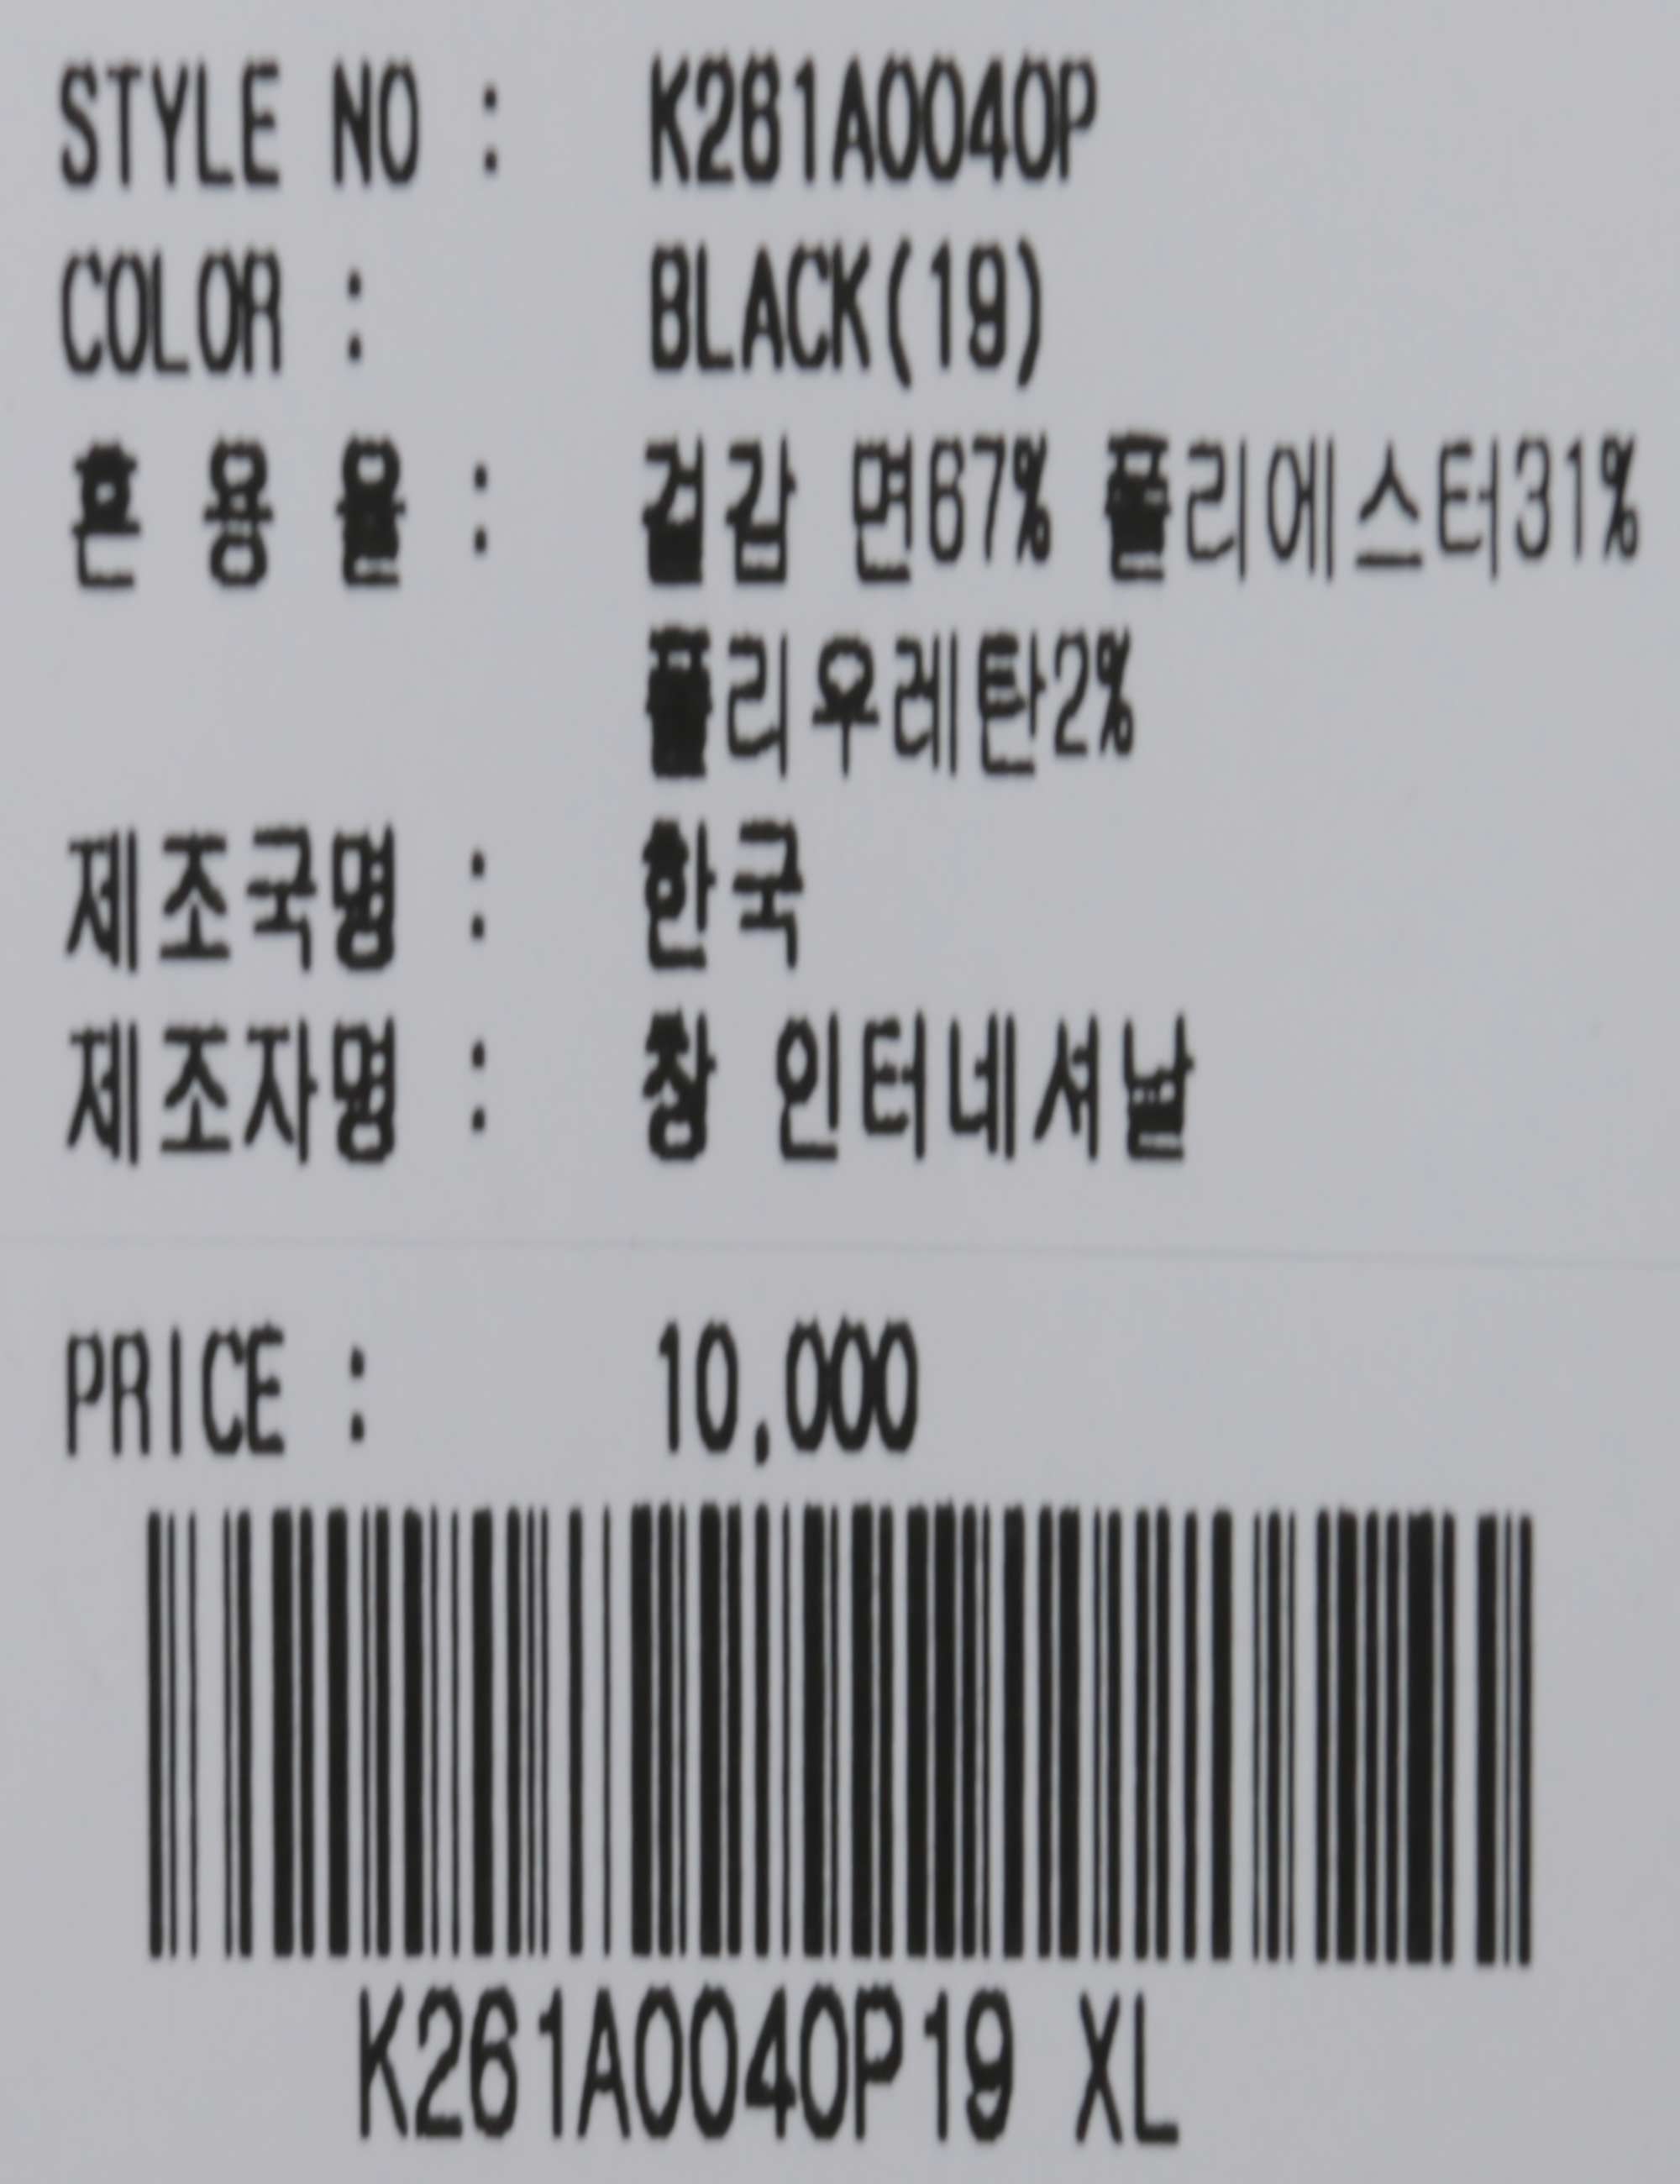 STYLE NO : K261A0040P
COLOR : BLACK(19)
혼 용 율 : 겉감 면67% 폴리에스터31%
폴리우레탄2%
제조국명 : 한국
제조자명 : 창 인터네셔날
PRICE : 10,000
K261A0040P19 XL